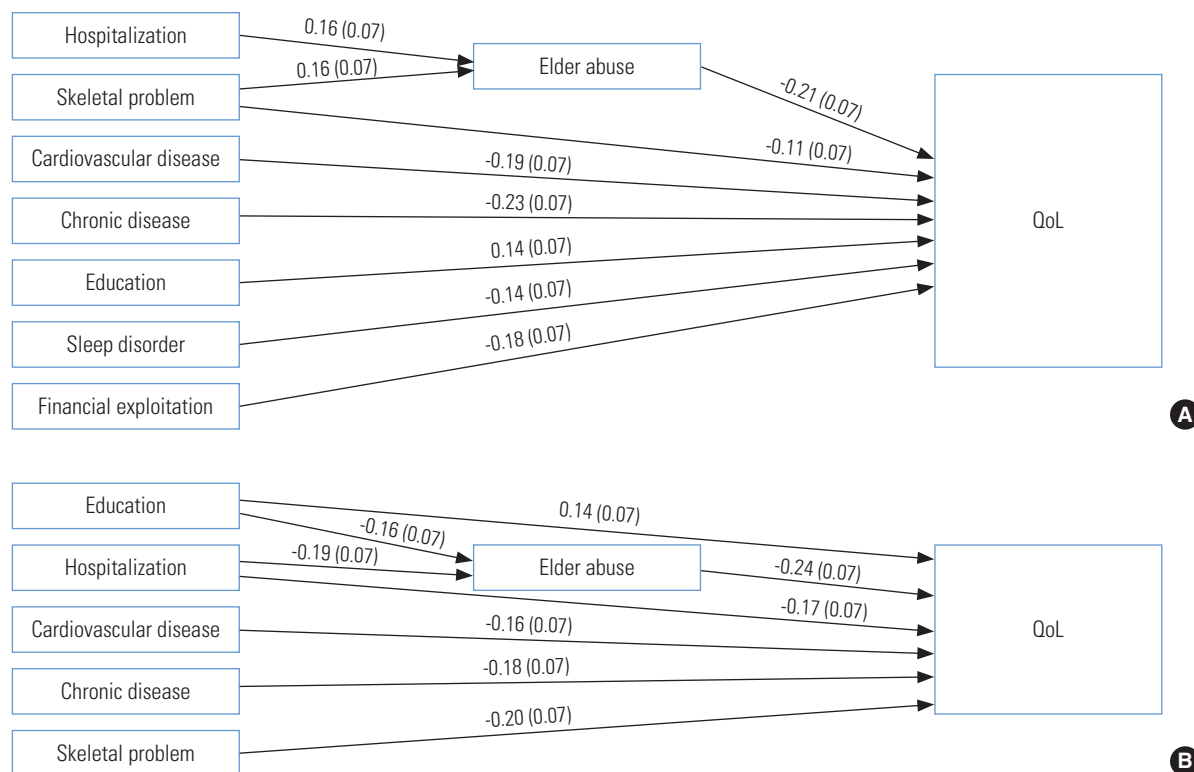 Hospitalization
0.16 (0.07)
Elder abuse
Skeletal problem
0.16 (0.07)
-0.21 (0.07)
-0.11 (0.07)
Cardiovascular disease
-0.19 (0.07)
Chronic disease
-0.23 (0.07)
QoL
Education
0.14 (0.07)
Sleep disorder
-0.14 (0.07)
-0.18 (0.07)
Financial exploitation
A
Education
0.14 (0.07)
-0.16 (0.07)
Hospitalization
-0.19 (0.07)
Elder abuse
-0.24 (0.07)
-0.17 (0.07)
Cardiovascular disease
-0.16 (0.07)
QoL
Chronic disease
-0.18 (0.07)
-0.20 (0.07)
Skeletal problem
B